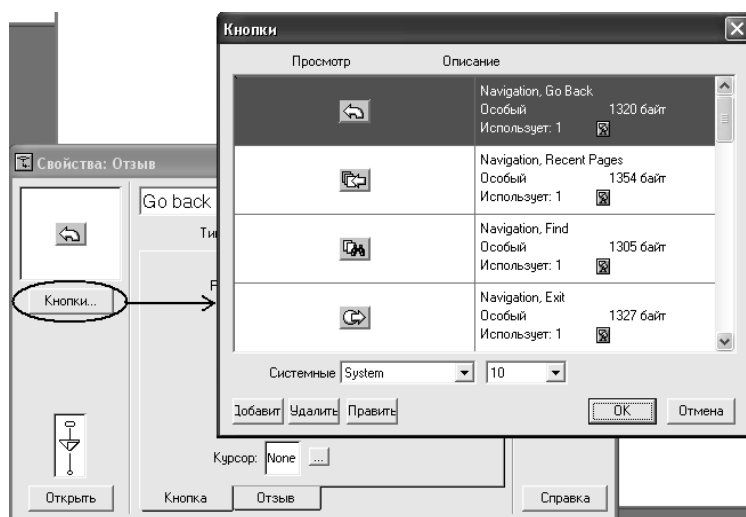 Кнопки
Просмотр Описание
Navigation, Go Back
Особый 1320 байт
Использует: 1
Navigation, Recent Pages
Особый 1354 байт
Использует: 1
Navigation, Find
Особый 1305 байт
Использует: 1
Navigation, Exit
Особый 1327 байт
Использует: 1
Системные System 10
Добавит Удалить Править OK Отмена
Свойства: Отзыв
Go back
Кнопки...
Курсор: None ...
Открыть Кнопка Отзыв Справка